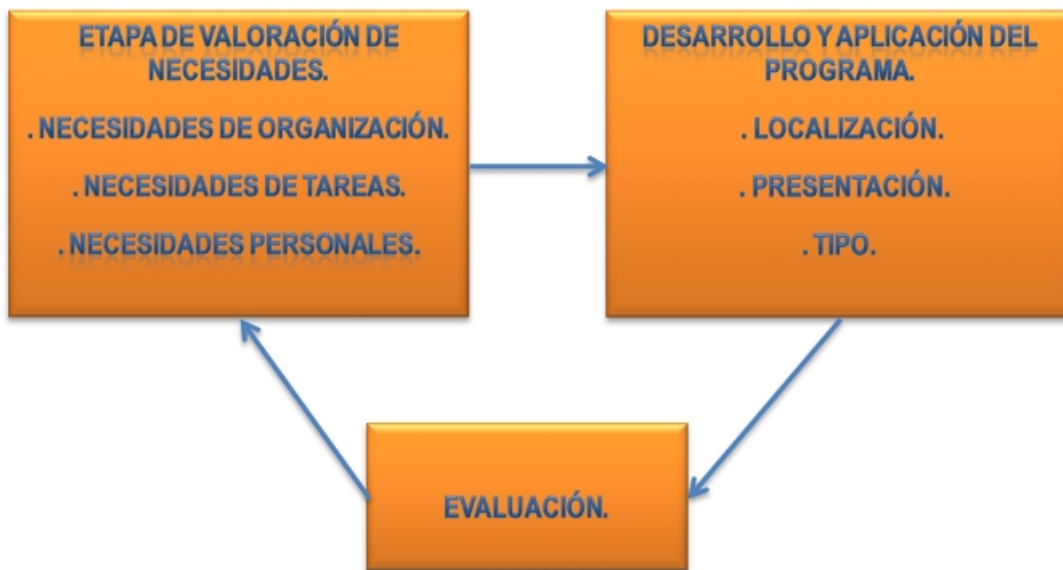 ETAPA DE VALORACIÓN DE
NECESIDADES.
. NECESIDADES DE ORGANIZACIÓN.
. NECESIDADES DE TAREAS.
. NECESIDADES PERSONALES.
DESARROLLO Y APLICACIÓN DEL
PROGRAMA.
. LOCALIZACIÓN.
. PRESENTACIÓN.
. TIPO.
EVALUACIÓN.